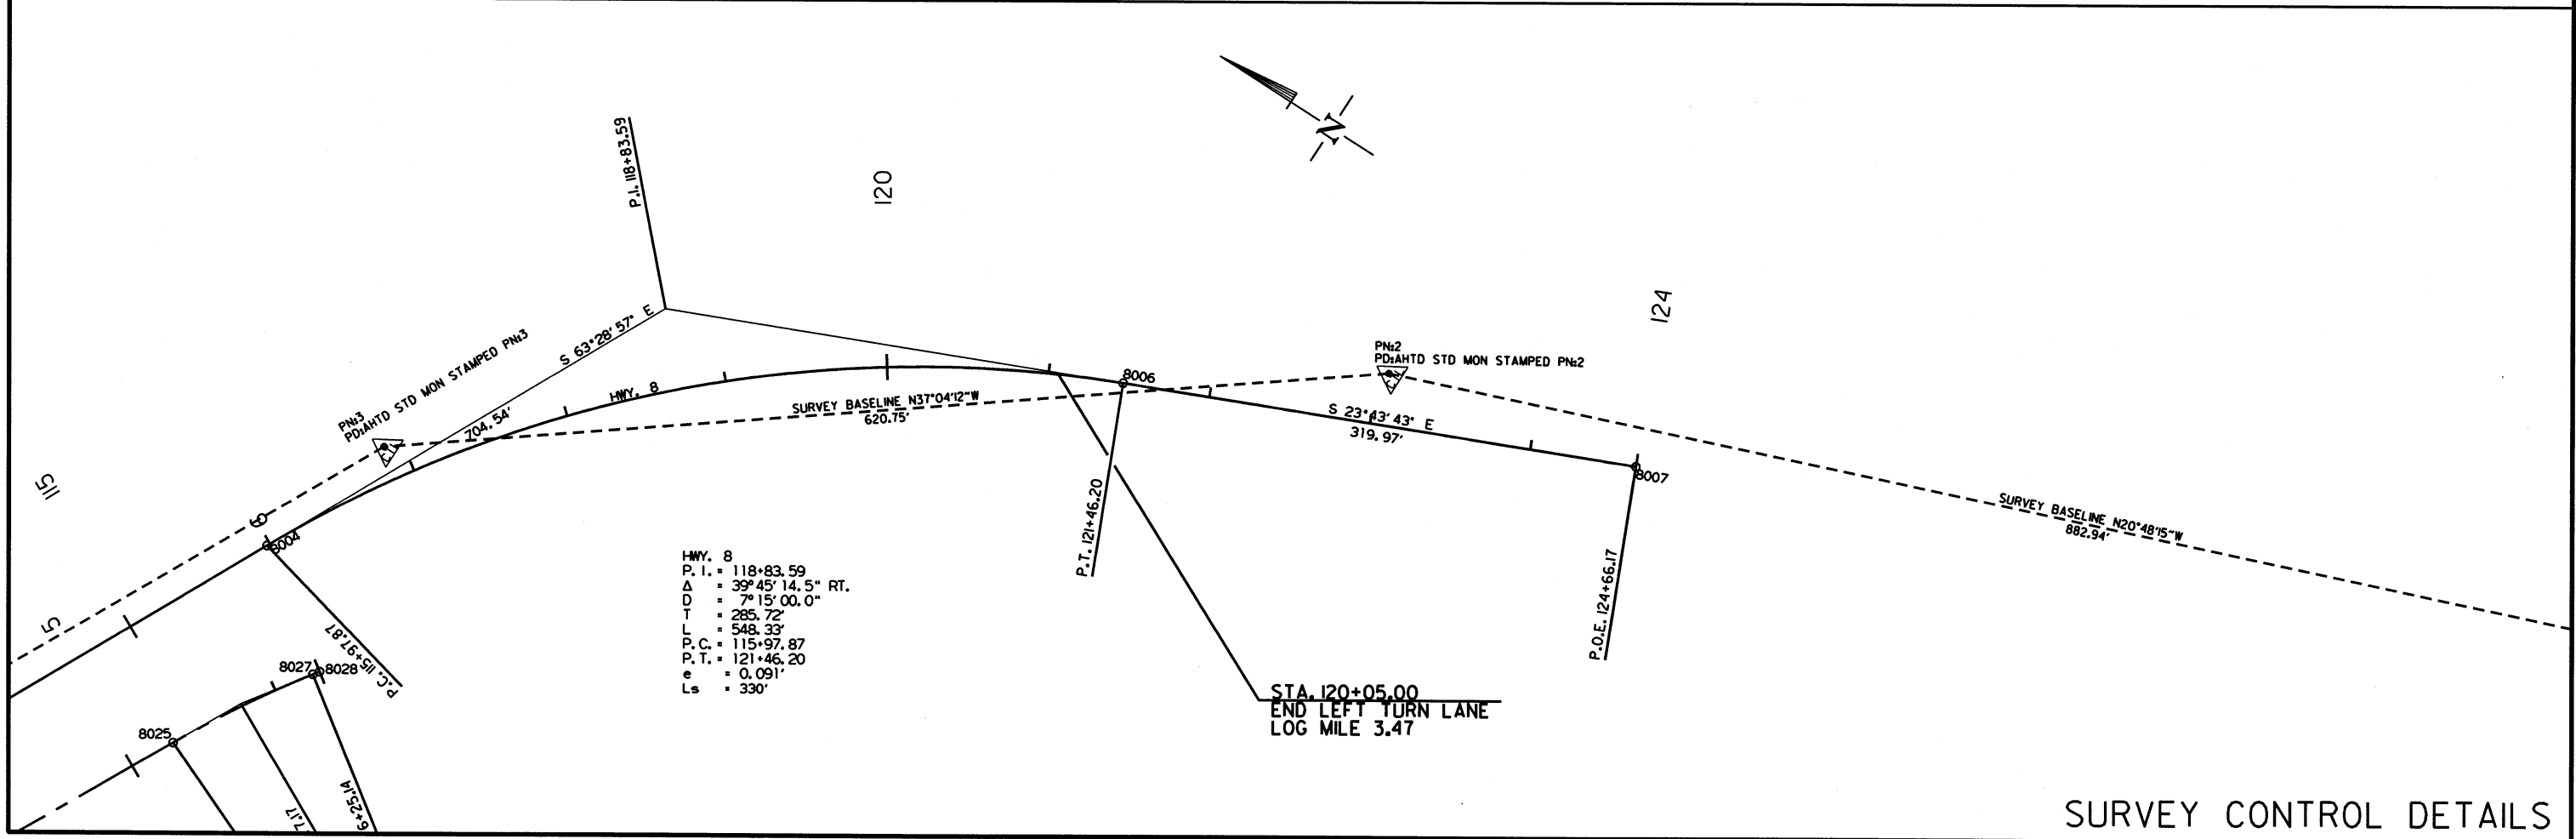 N
P.I. 118+83.59
120
124
115
PN:3
PD:AHTD STD MON STAMPED PN:3
S 63°28'57" E
704.54'
HWY. 8
SURVEY BASELINE N37°04'12"W
620.75'
8006
PN:2
PD:AHTD STD MON STAMPED PN:2
S 23°43'43" E
319.97'
8007
SURVEY BASELINE N20°48'15"W
882.94'
8004
P.C. 115+97.87
P.T. 121+46.20
P.O.E. 124+66.17
5
8027
8028
8025
7.17
6+25.14
HWY. 8
P.I. = 118+83.59
Δ = 39°45'14.5" RT.
D = 7°15'00.0"
T = 285.72'
L = 548.33'
P.C. = 115+97.87
P.T. = 121+46.20
e = 0.091'
Ls = 330'
STA. 120+05.00
END LEFT TURN LANE
LOG MILE 3.47
SURVEY CONTROL DETAILS